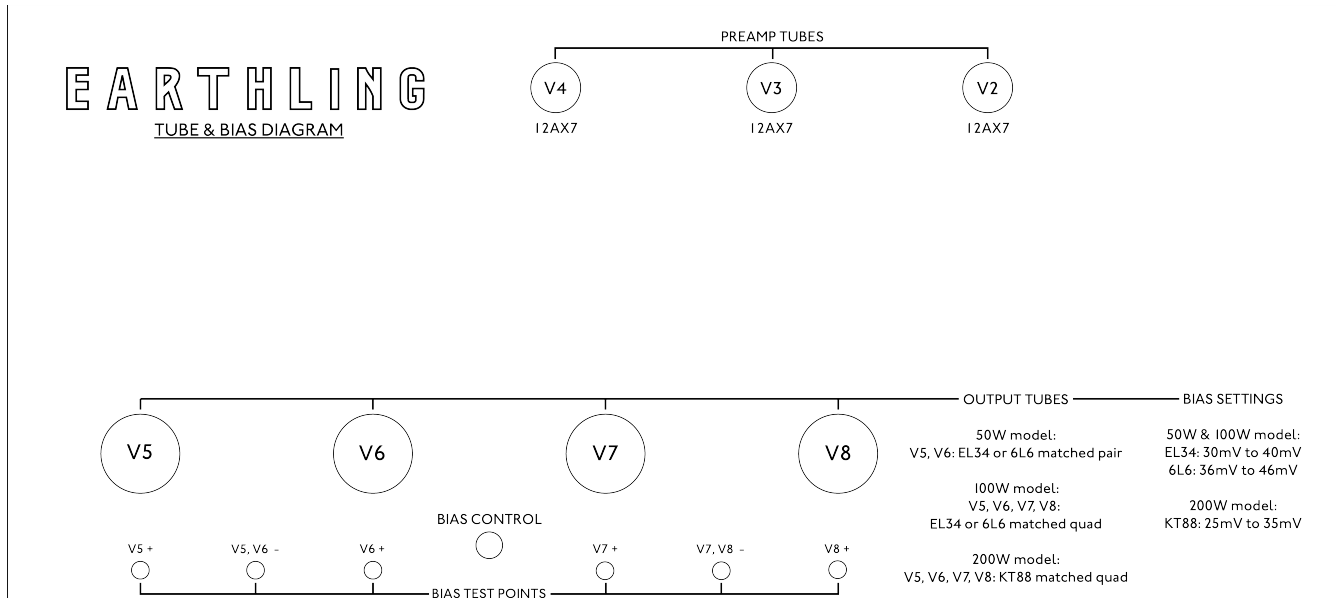 EARTHLING
TUBE & BIAS DIAGRAM
PREAMP TUBES
V4
V3
V2
12AX7
12AX7
12AX7
OUTPUT TUBES
BIAS SETTINGS
V5
V6
V7
V8
50W model:
V5, V6: EL34 or 6L6 matched pair
100W model:
V5, V6, V7, V8:
EL34 or 6L6 matched quad
200W model:
V5, V6, V7, V8: KT88 matched quad
50W & 100W model:
EL34: 30mV to 40mV
6L6: 36mV to 46mV
200W model:
KT88: 25mV to 35mV
BIAS CONTROL
V5 +
V5, V6 -
V6 +
V7 +
V7, V8 -
V8 +
BIAS TEST POINTS